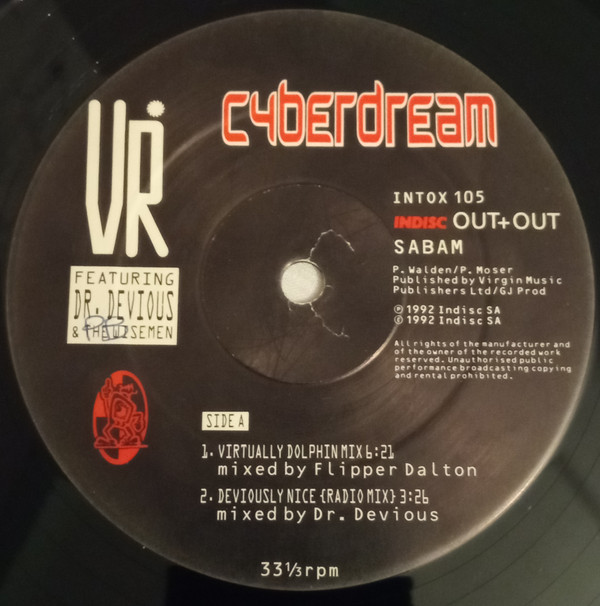 VR
cyberdream
FEATURING
DR. DEVIOUS
& THE WISEMEN
INTOX 105
INDISC OUT+OUT
SABAM
P. Walden/P. Moser
Published by Virgin Music
Publishers Ltd/GJ Prod
℗ 1992 Indisc SA
© 1992 Indisc SA
All rights of the manufacturer and
of the owner of the recorded work
reserved. Unauthorised public
performance broadcasting copying
and rental prohibited.
SIDE A
1. VIRTUALLY DOLPHIN MIX 6:21
mixed by Flipper Dalton
2. DEVIOUSLY NICE {RADIO MIX} 3:26
mixed by Dr. Devious
33⅓rpm